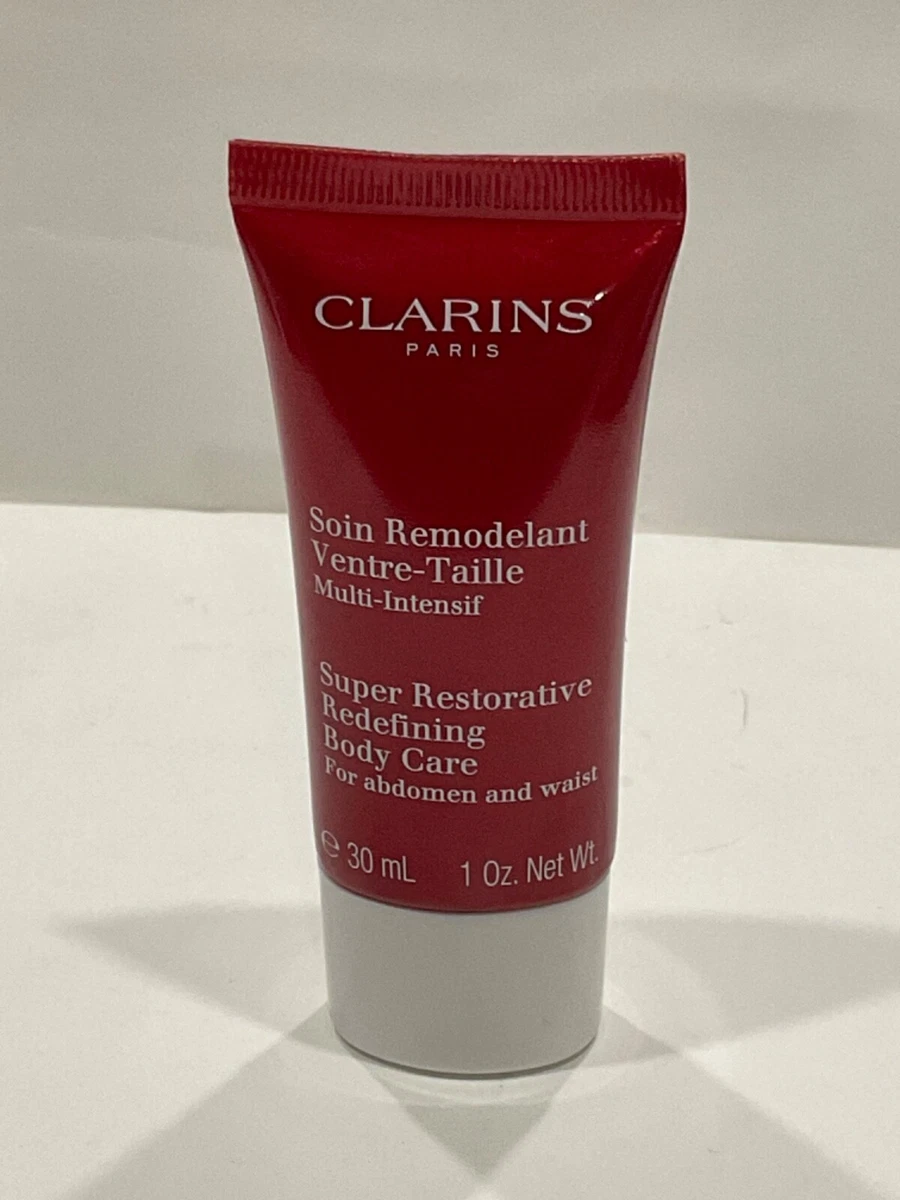 CLARINS
PARIS
Soin Remodelant
Ventre-Taille
Multi-Intensif
Super Restorative
Redefining
Body Care
For abdomen and waist
℮ 30 mL 1 Oz. Net Wt.